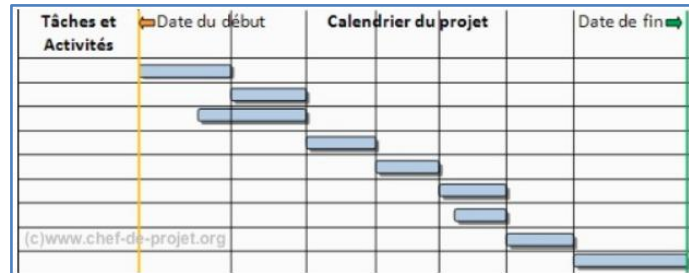 Tâches et
Activités
Date du début
Calendrier du projet
Date de fin
(c)www.chef-de-projet.org